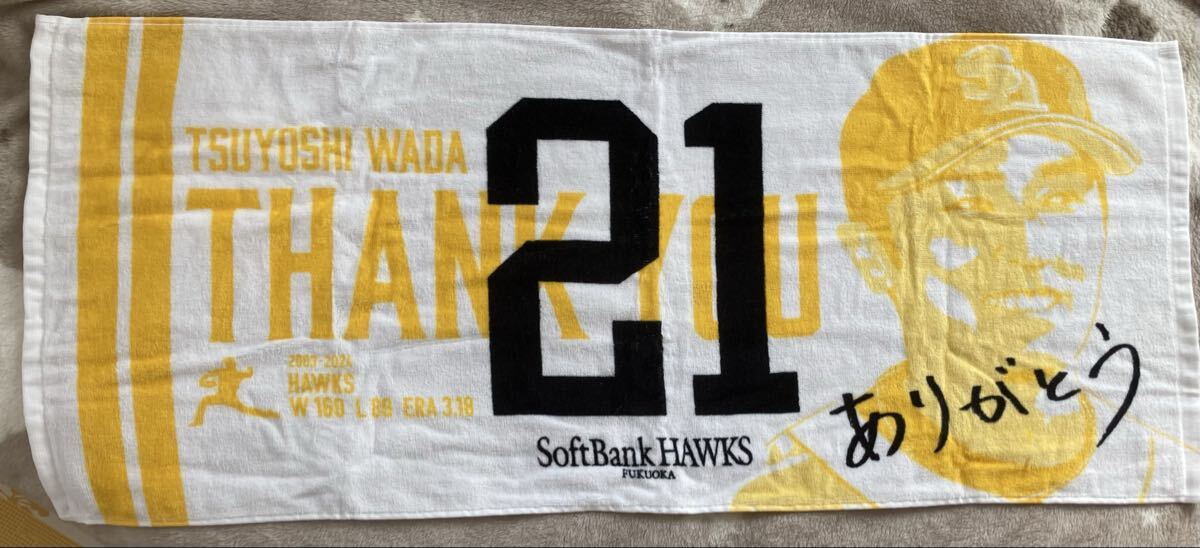 TSUYOSHI WADA
THANK YOU
21
2003-2024
HAWKS
W 160 L 89 ERA 3.18
SoftBank HAWKS
FUKUOKA
ありがとう